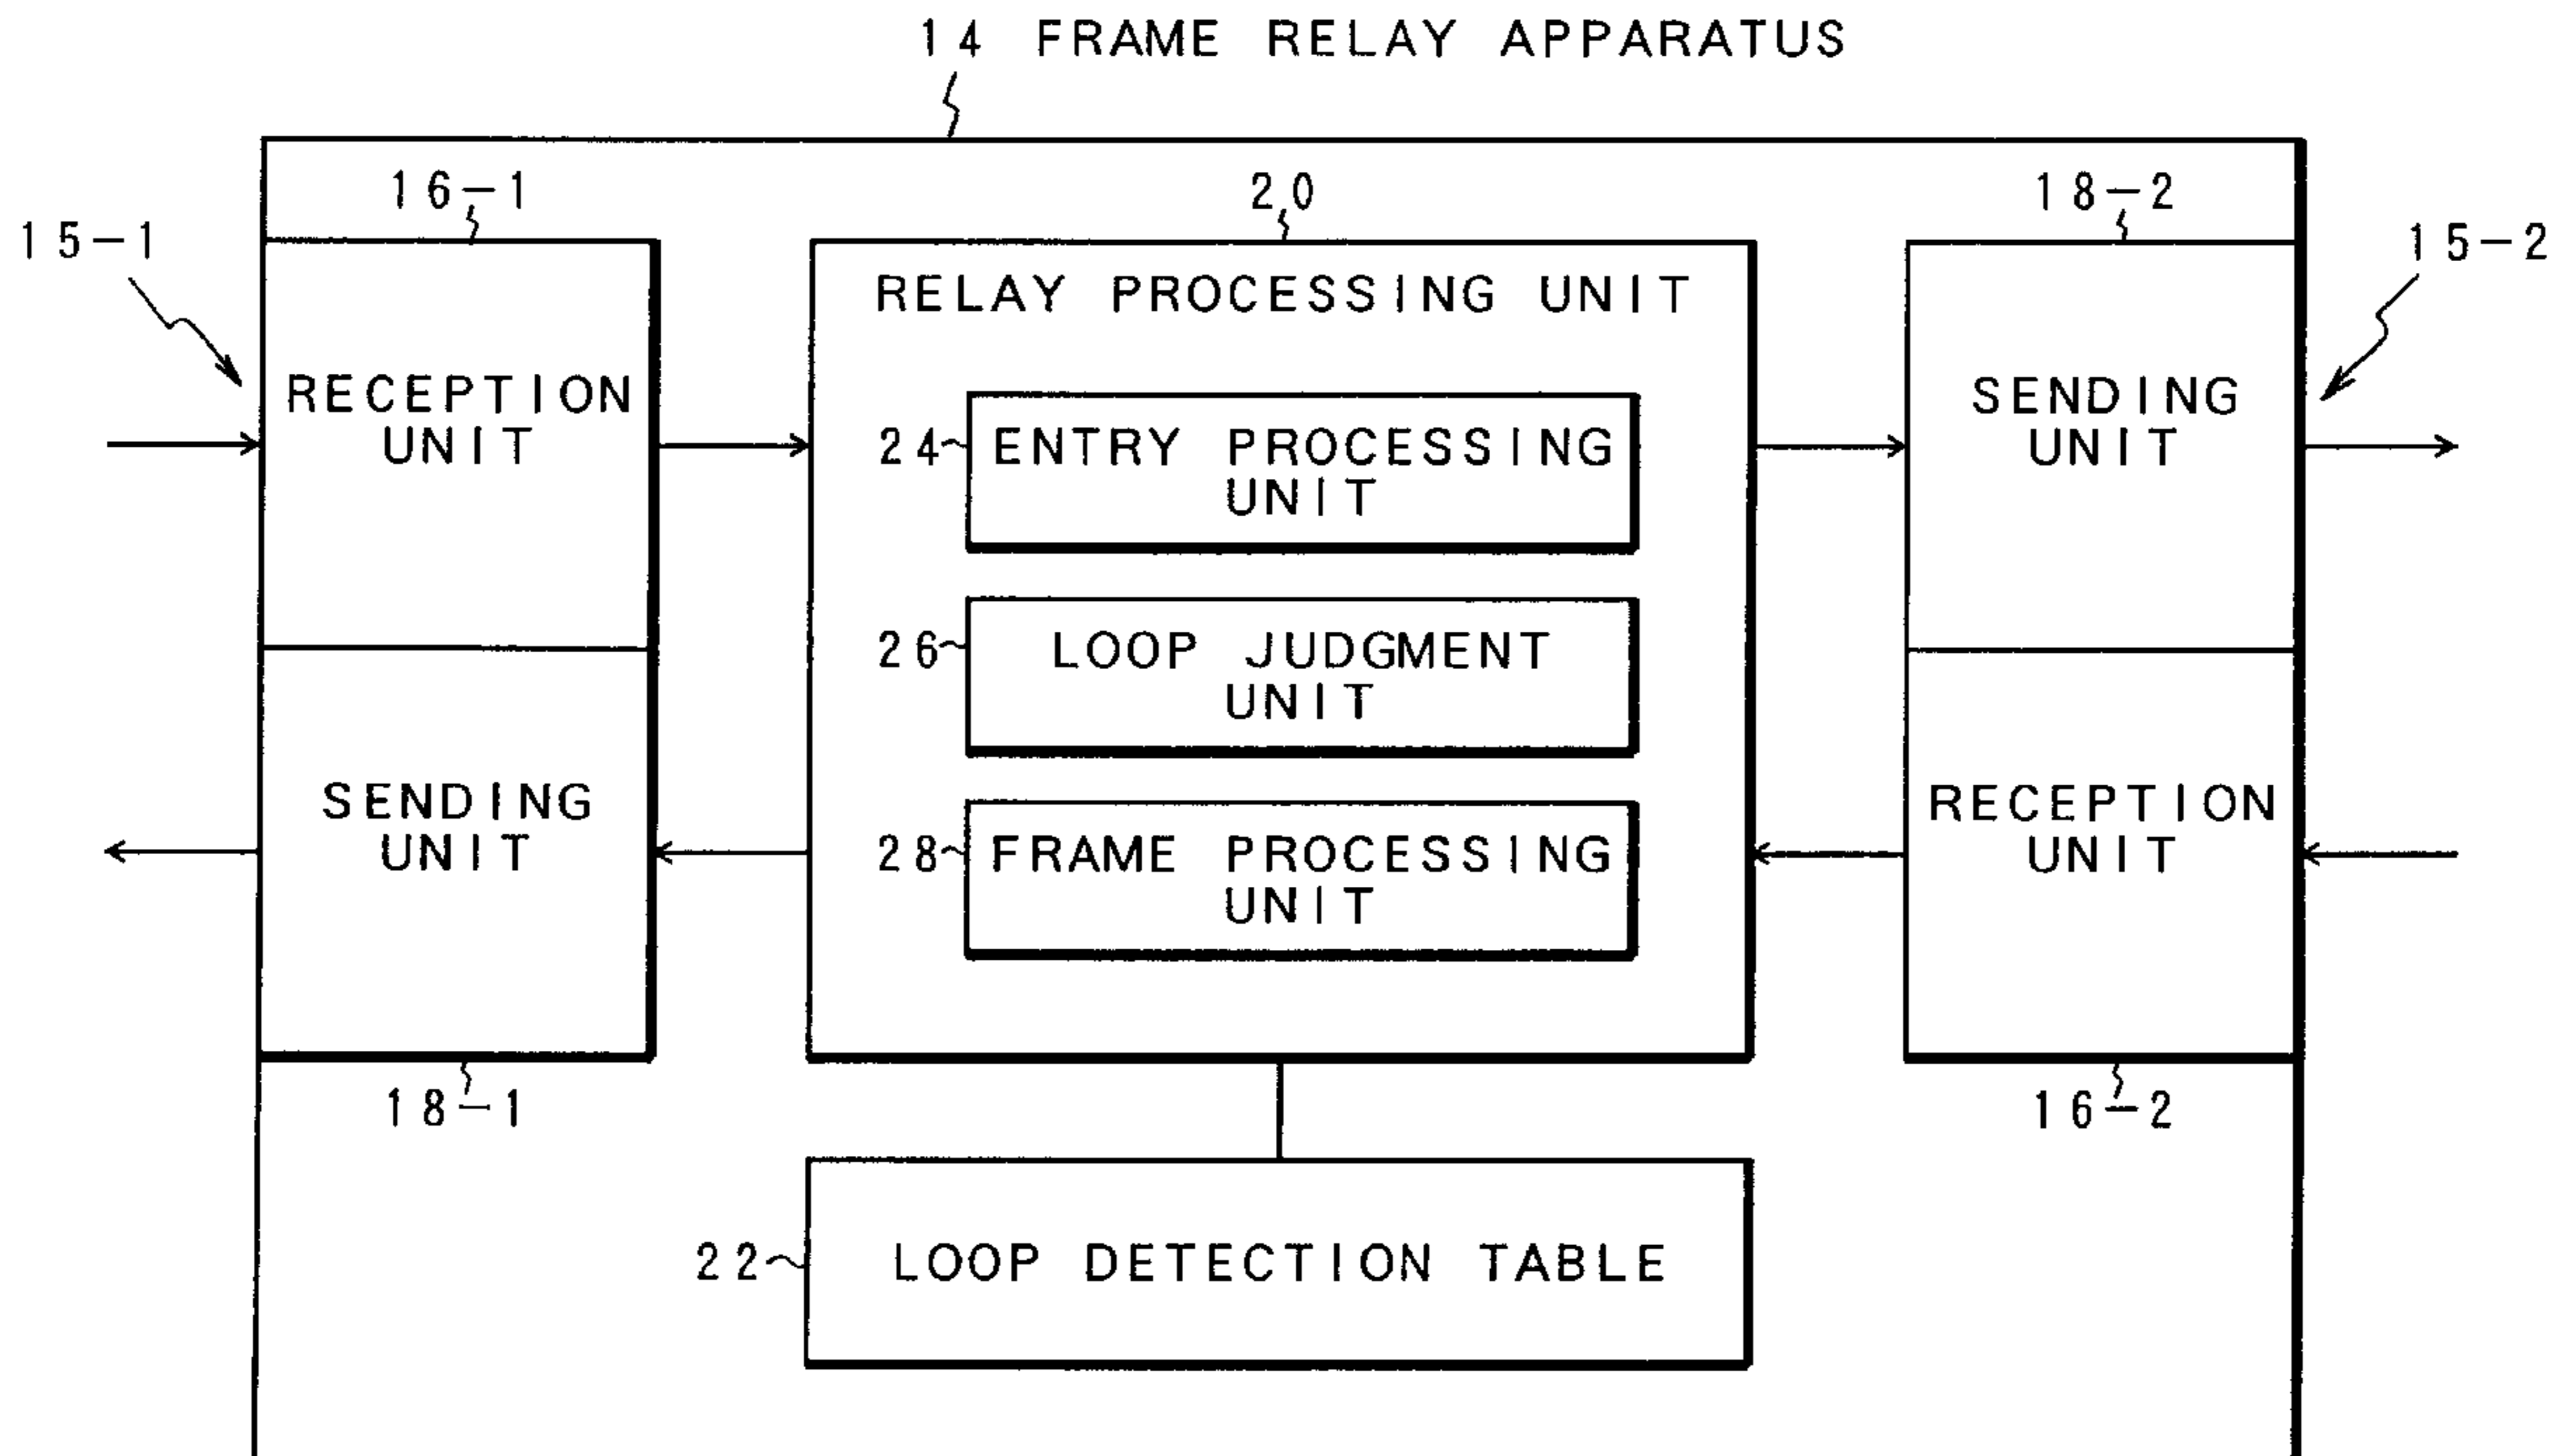 14 FRAME RELAY APPARATUS
16-1
20
18-2
15-1
15-2
RELAY PROCESSING UNIT
RECEPTION
UNIT
SENDING
UNIT
24
ENTRY PROCESSING
UNIT
26
LOOP JUDGMENT
UNIT
SENDING
UNIT
RECEPTION
UNIT
28
FRAME PROCESSING
UNIT
18-1
16-2
22
LOOP DETECTION TABLE